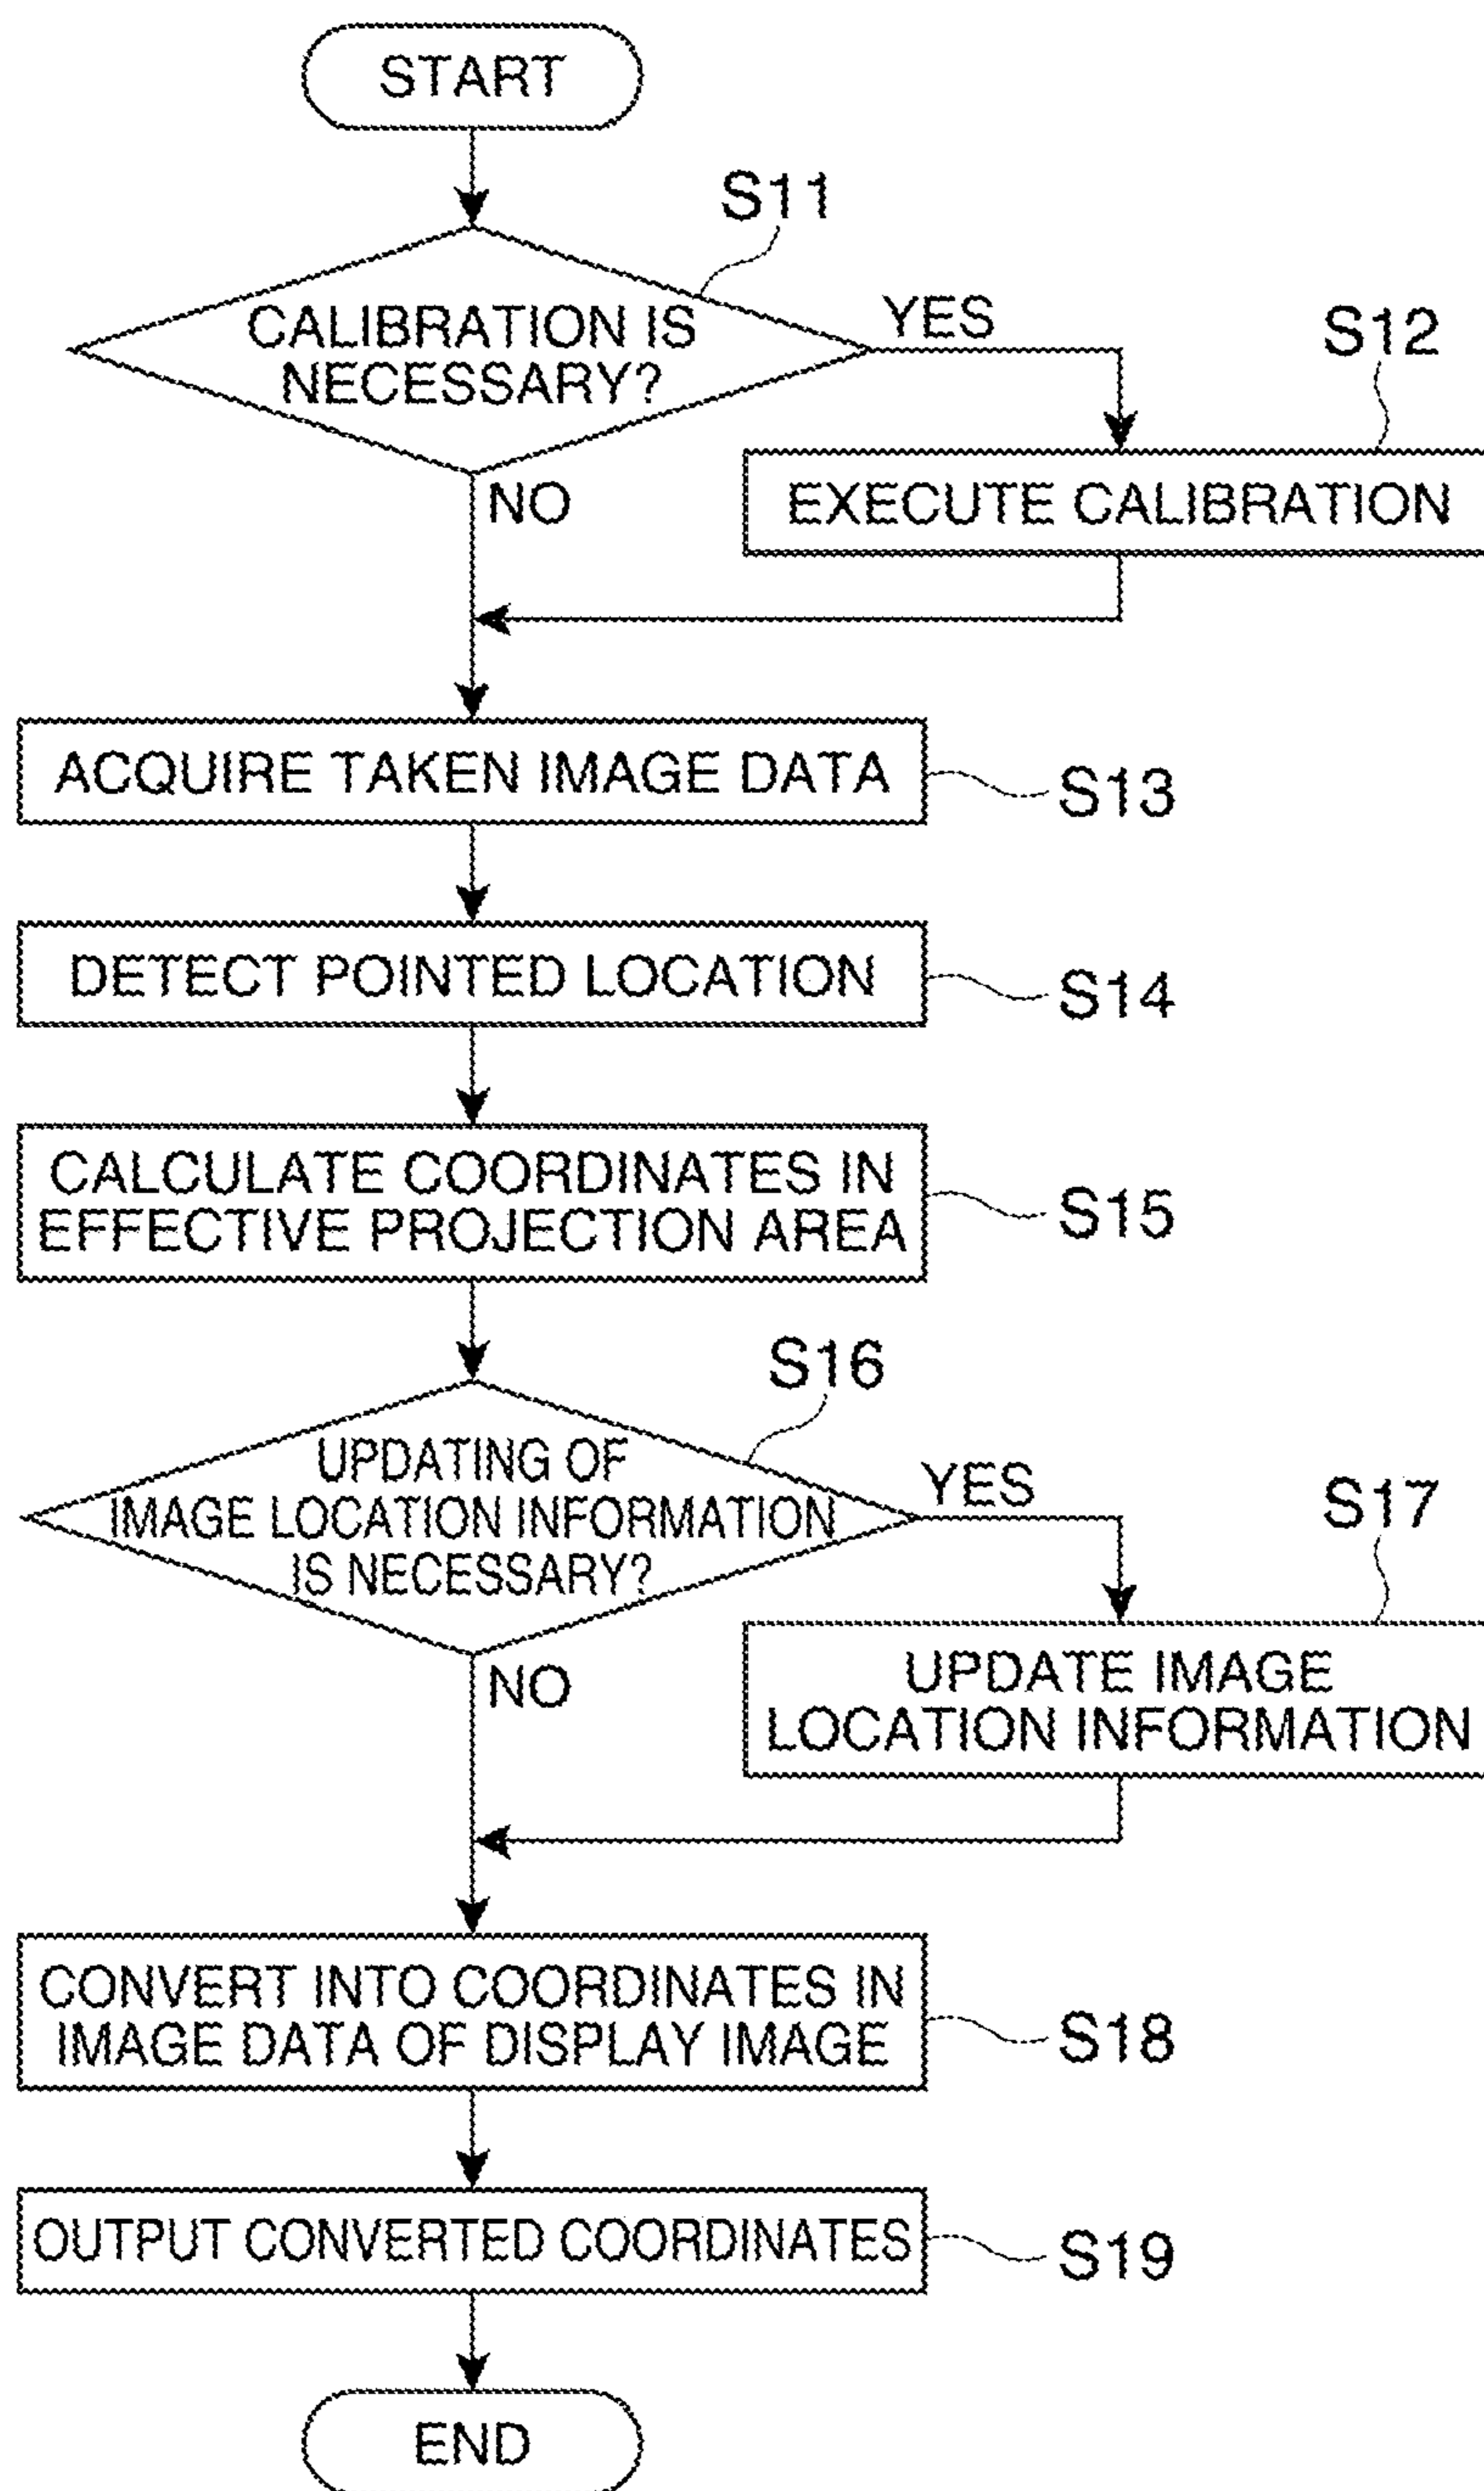 START
S11
CALIBRATION IS
NECESSARY?
YES
S12
NO
EXECUTE CALIBRATION
ACQUIRE TAKEN IMAGE DATA
S13
DETECT POINTED LOCATION
S14
CALCULATE COORDINATES IN
EFFECTIVE PROJECTION AREA
S15
S16
UPDATING OF
IMAGE LOCATION INFORMATION
IS NECESSARY?
YES
S17
NO
UPDATE IMAGE
LOCATION INFORMATION
CONVERT INTO COORDINATES IN
IMAGE DATA OF DISPLAY IMAGE
S18
OUTPUT CONVERTED COORDINATES
S19
END